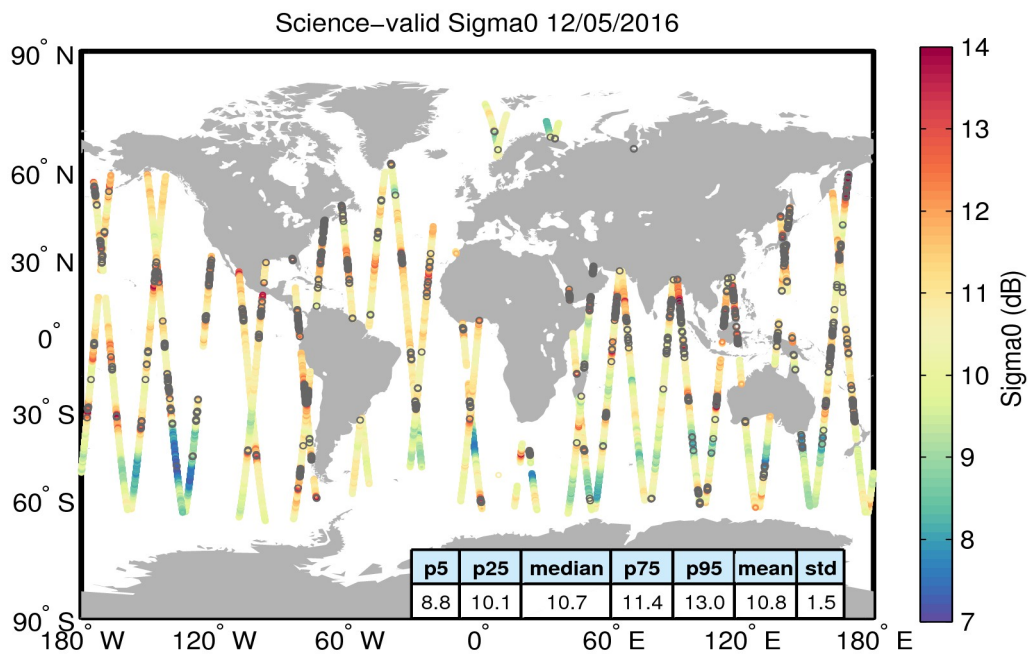 Science−valid Sigma0 12/05/2016
90° N
60° N
30° N
0°
30° S
60° S
90° S
180° W
120° W
60° W
0°
60° E
120° E
180° E
p5 p25 median p75 p95 mean std
8.8 10.1 10.7 11.4 13.0 10.8 1.5
14
13
12
11
10
9
8
7
Sigma0 (dB)